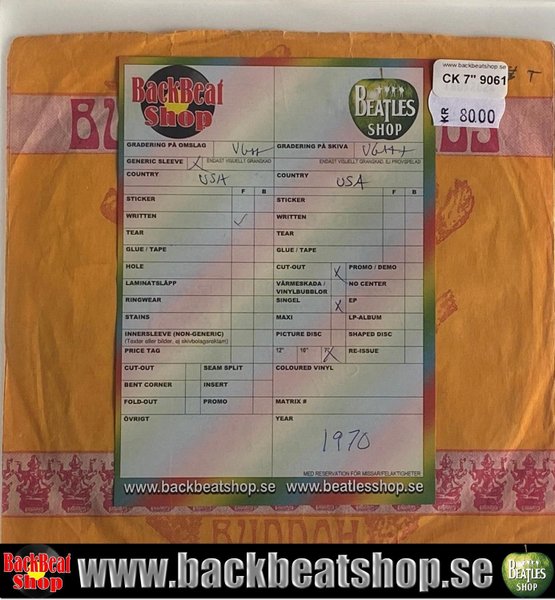 www.backbeatshop.se
CK 7" 9061
KR 80.00
BackBeat
Shop
BEATLES
SHOP
T
GRADERING PÅ OMSLAG VG++ GRADERING PÅ SKIVA VG+++
GENERIC SLEEVE X ENDAST VISUELLT GRANSKAD ENDAST VISUELLT GRANSKAD, EJ PROVSPELAD
COUNTRY USA COUNTRY USA
F B F B
STICKER STICKER
WRITTEN ✓ WRITTEN
TEAR TEAR
GLUE / TAPE GLUE / TAPE
HOLE CUT-OUT X PROMO / DEMO
LAMINATSLÄPP VÄRMESKADA / VINYLBUBBLOR NO CENTER
RINGWEAR SINGEL X EP
STAINS MAXI LP-ALBUM
INNERSLEEVE (NON-GENERIC) PICTURE DISC SHAPED DISC
(Texter eller bilder, ej skivbolagsreklam)
PRICE TAG 12" 10" 7" X RE-ISSUE
CUT-OUT SEAM SPLIT COLOURED VINYL
BENT CORNER INSERT
FOLD-OUT PROMO MATRIX #
ÖVRIGT YEAR
1970
MED RESERVATION FÖR MISSAR/FELAKTIGHETER
www.backbeatshop.se www.beatlesshop.se
BUDDAH
BackBeat
Shop
www.backbeatshop.se
BEATLES
SHOP